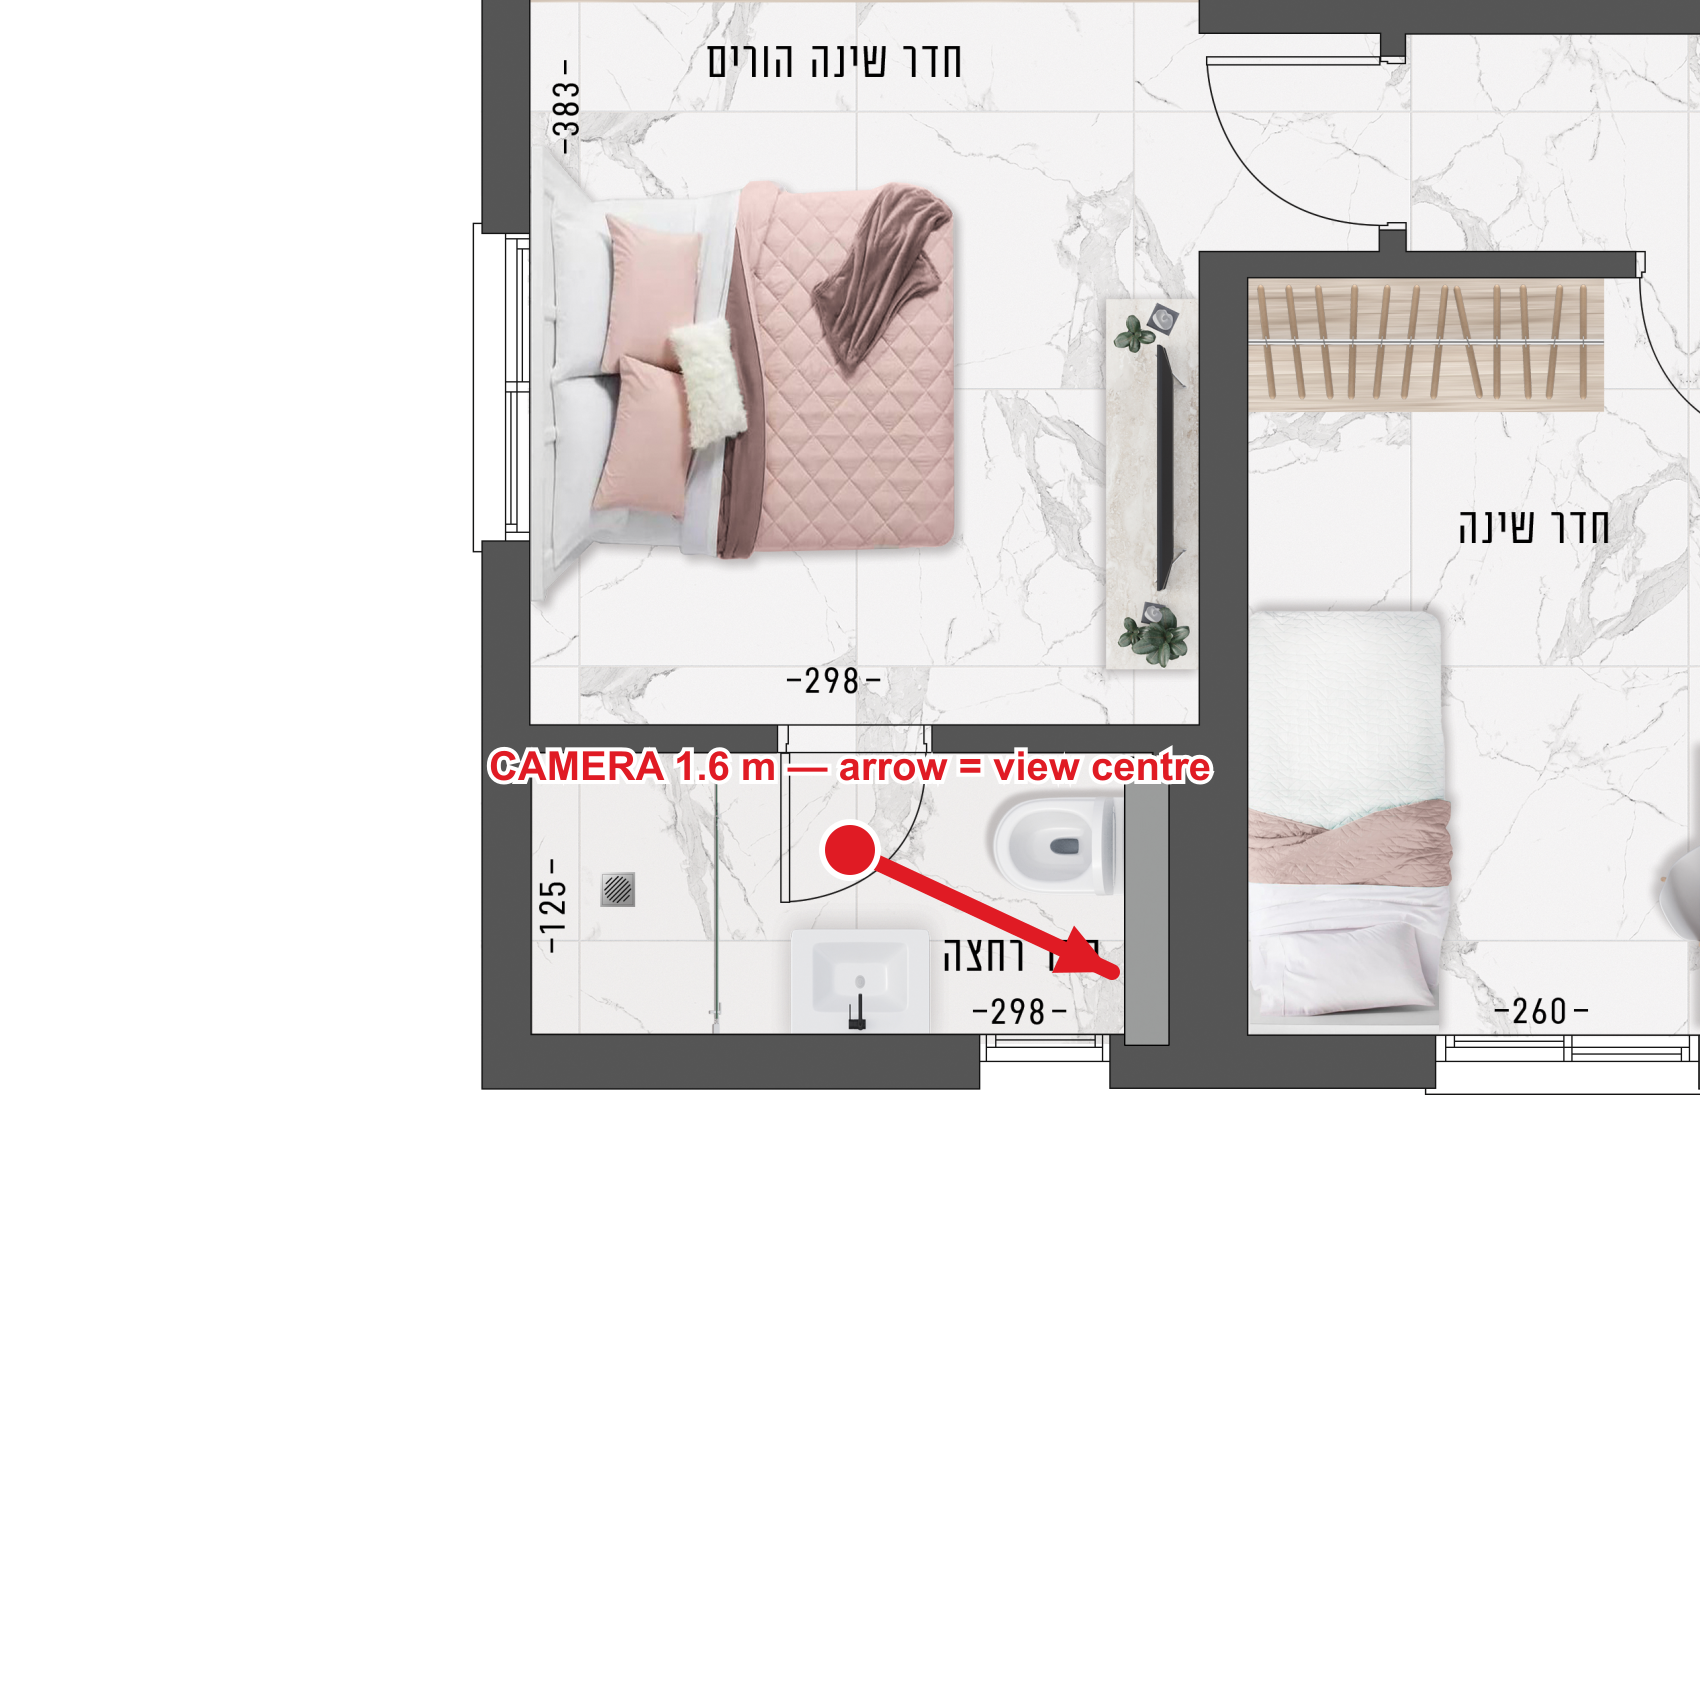 חדר שינה הורים
-383-
חדר שינה
-298-
CAMERA 1.6 m — arrow = view centre
-125-
רחצה
-298-
-260-